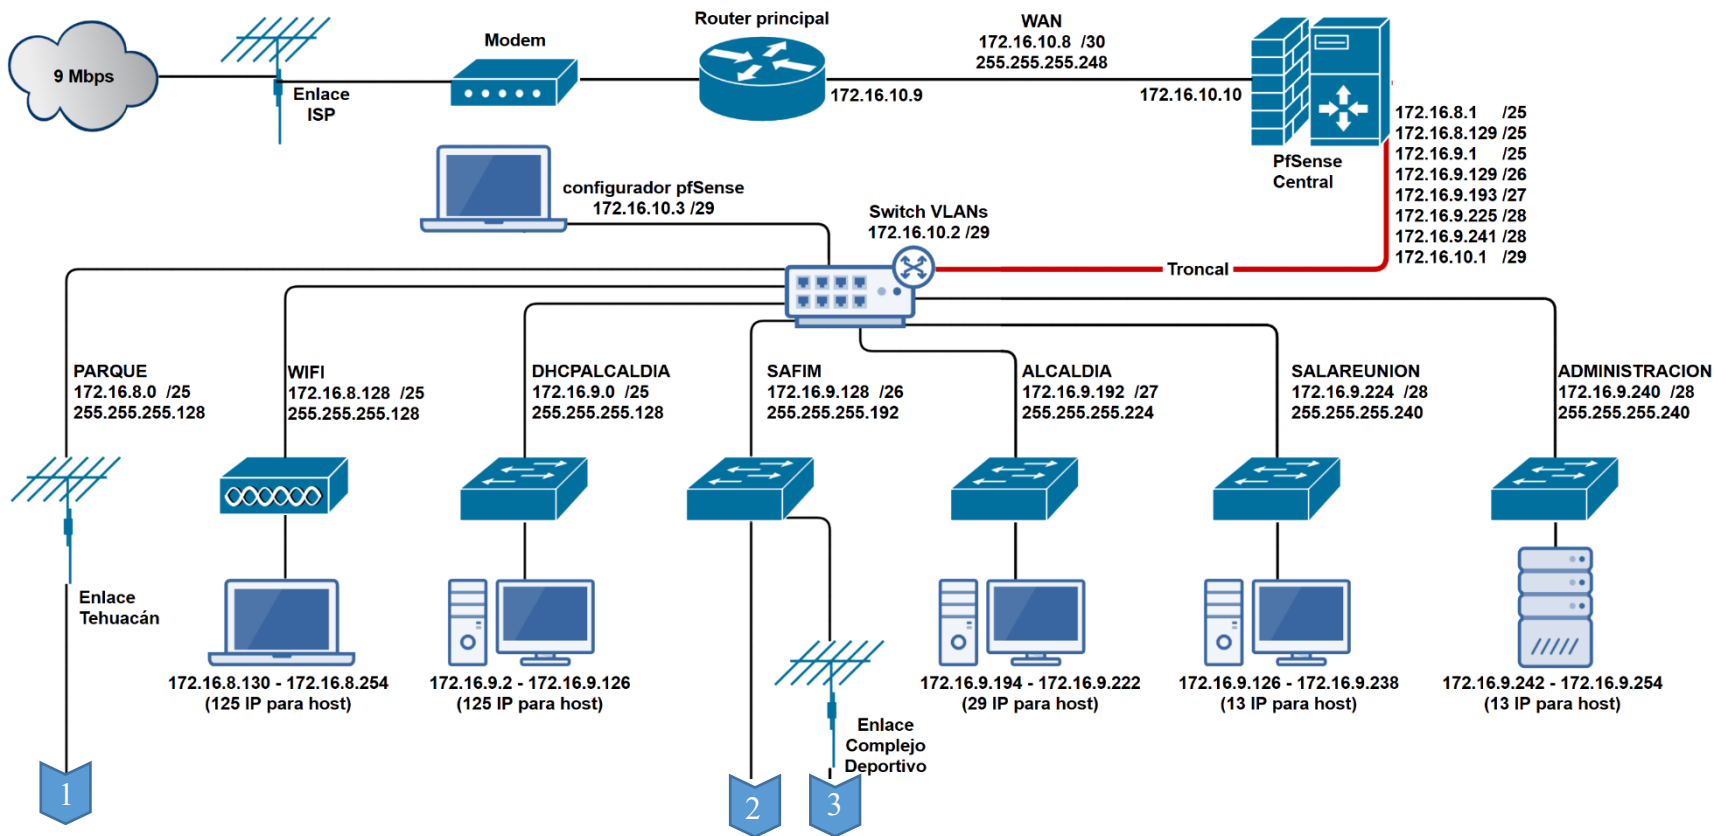 9 Mbps
Enlace
ISP
Modem
Router principal
172.16.10.9
WAN
172.16.10.8 /30
255.255.255.248
172.16.10.10
PfSense
Central
172.16.8.1 /25
172.16.8.129 /25
172.16.9.1 /25
172.16.9.129 /26
172.16.9.193 /27
172.16.9.225 /28
172.16.9.241 /28
172.16.10.1 /29
configurador pfSense
172.16.10.3 /29
Switch VLANs
172.16.10.2 /29
Troncal
PARQUE
172.16.8.0 /25
255.255.255.128
WIFI
172.16.8.128 /25
255.255.255.128
DHCPALCALDIA
172.16.9.0 /25
255.255.255.128
SAFIM
172.16.9.128 /26
255.255.255.192
ALCALDIA
172.16.9.192 /27
255.255.255.224
SALAREUNION
172.16.9.224 /28
255.255.255.240
ADMINISTRACION
172.16.9.240 /28
255.255.255.240
Enlace
Tehuacán
172.16.8.130 - 172.16.8.254
(125 IP para host)
172.16.9.2 - 172.16.9.126
(125 IP para host)
Enlace
Complejo
Deportivo
172.16.9.194 - 172.16.9.222
(29 IP para host)
172.16.9.126 - 172.16.9.238
(13 IP para host)
172.16.9.242 - 172.16.9.254
(13 IP para host)
1
2
3